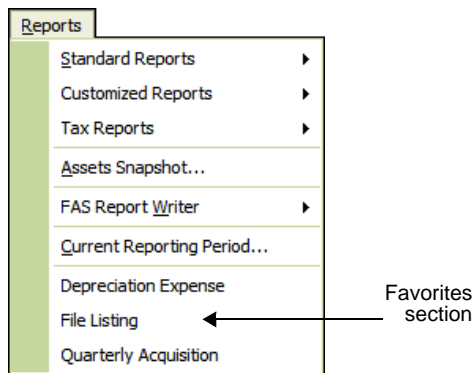 Reports
Standard Reports
Customized Reports
Tax Reports
Assets Snapshot...
FAS Report Writer
Current Reporting Period...
Depreciation Expense
File Listing
Quarterly Acquisition
Favorites
section